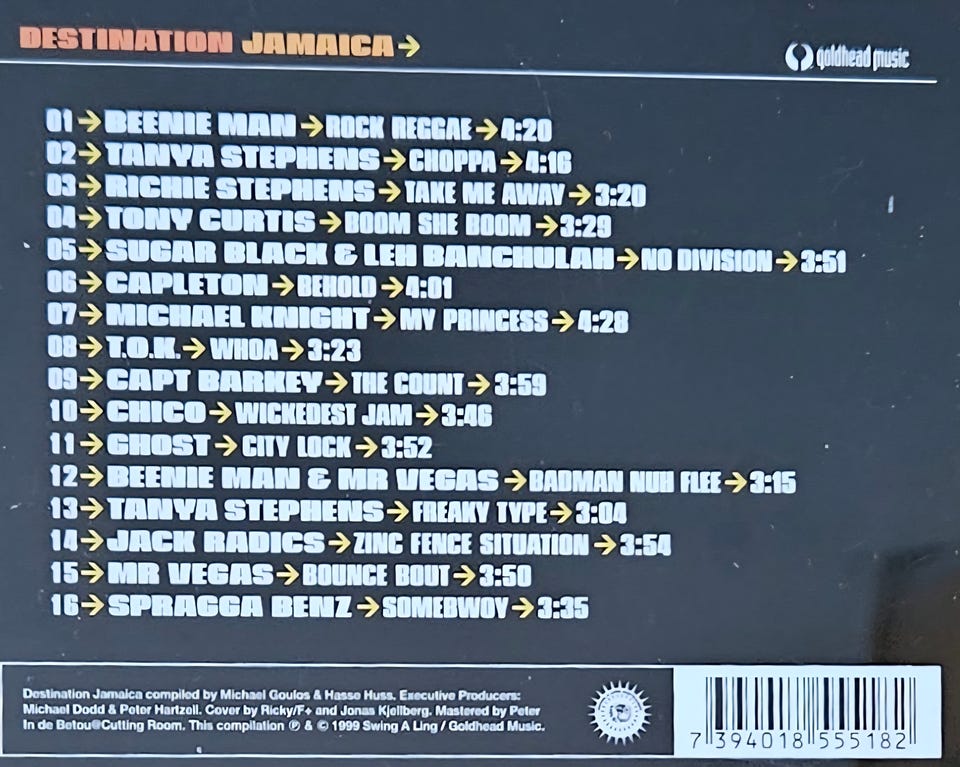 DESTINATION JAMAICA→
goldhead music
01→BEENIE MAN→ROCK REGGAE→4:20
02→TANYA STEPHENS→CHOPPA→4:16
03→RICHIE STEPHENS→TAKE ME AWAY→3:20
04→TONY CURTIS→BOOM SHE BOOM→3:29
05→SUGAR BLACK & LEH BANCHULAH→NO DIVISION→3:51
06→CAPLETON→BEHOLD→4:01
07→MICHAEL KNIGHT→MY PRINCESS→4:28
08→T.O.K.→WHOA→3:23
09→CAPT BARKEY→THE COUNT→3:59
10→CHICO→WICKEDEST JAM→3:46
11→GHOST→CITY LOCK→3:52
12→BEENIE MAN & MR VEGAS→BADMAN NUH FLEE→3:15
13→TANYA STEPHENS→FREAKY TYPE→3:04
14→JACK RADICS→ZINC FENCE SITUATION→3:54
15→MR VEGAS→BOUNCE BOUT→3:50
16→SPRAGGA BENZ→SOMEBWOY→3:35
Destination Jamaica compiled by Michael Goulos & Hasse Huss. Executive Producers:
Michael Dodd & Peter Hartzell. Cover by Ricky/F+ and Jonas Kjellberg. Mastered by Peter
In de Betou@Cutting Room. This compilation ℗ & © 1999 Swing A Ling / Goldhead Music.
7 394018 555182